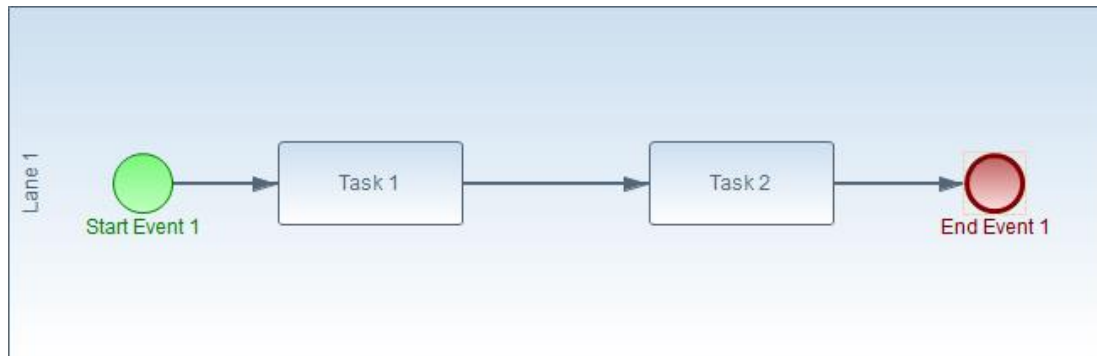 Lane 1
Start Event 1
Task 1
Task 2
End Event 1